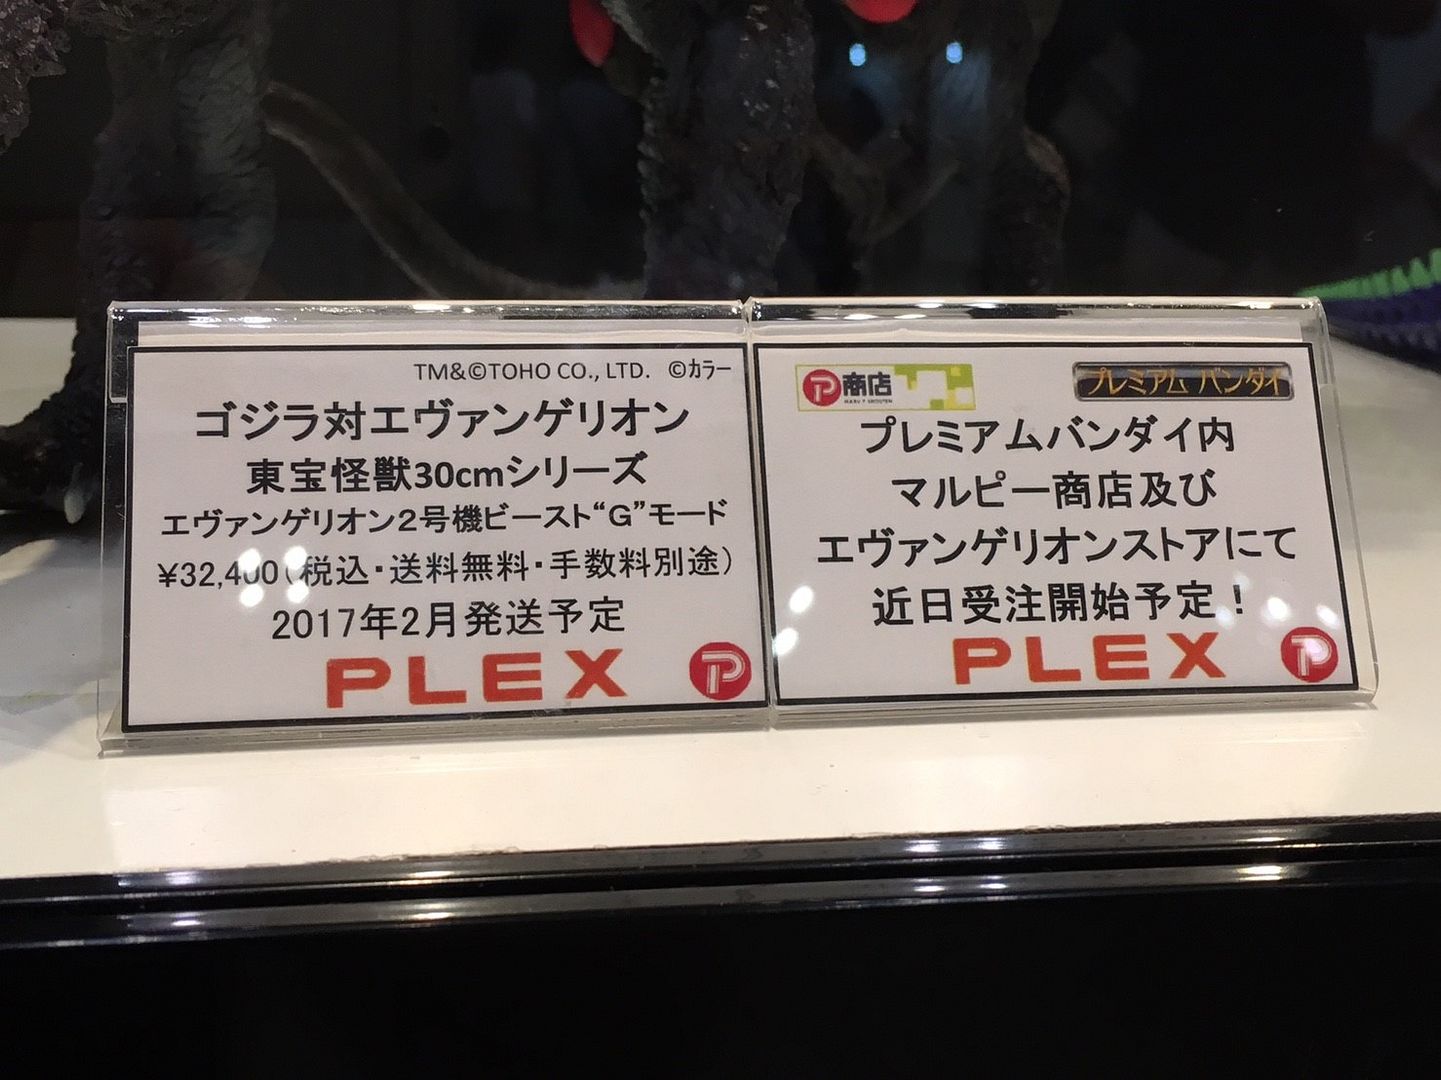 TM&©TOHO CO., LTD. ©カラー
ゴジラ対エヴァンゲリオン
東宝怪獣30cmシリーズ
エヴァンゲリオン2号機ビースト“G”モード
¥32,400(税込・送料無料・手数料別途)
2017年2月発送予定
PLEX
P
P商店
MARU P SHOUTEN
プレミアム バンダイ
プレミアムバンダイ内
マルピー商店及び
エヴァンゲリオンストアにて
近日受注開始予定！
PLEX
P